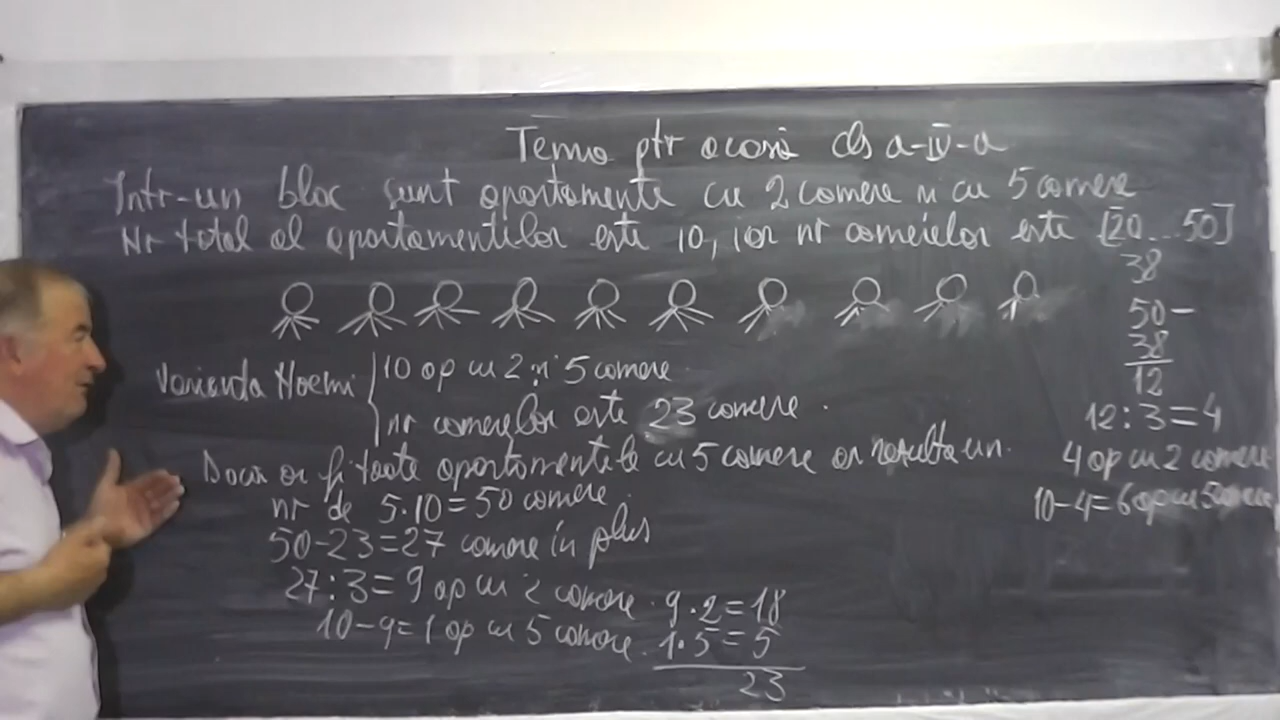 Tema ptr acasă cls a-IV-a
Intr-un bloc sunt apartamente cu 2 camere și cu 5 camere
Nr total al apartamentelor este 10, iar nr camerelor este [20...50]
38
50-
38
12
12:3=4
4 ap cu 2 camere
10-4=6 ap cu 5 camere
Varianta Noemi
10 ap cu 2 și 5 camere
nr camerelor este 23 camere.
Dacă ar fi toate apartamentele cu 5 camere ar rezulta un
nr de 5·10=50 camere.
50-23=27 camere în plus
27:3=9 ap cu 2 camere.
10-9=1 ap cu 5 camere.
9·2=18
1·5=5
23